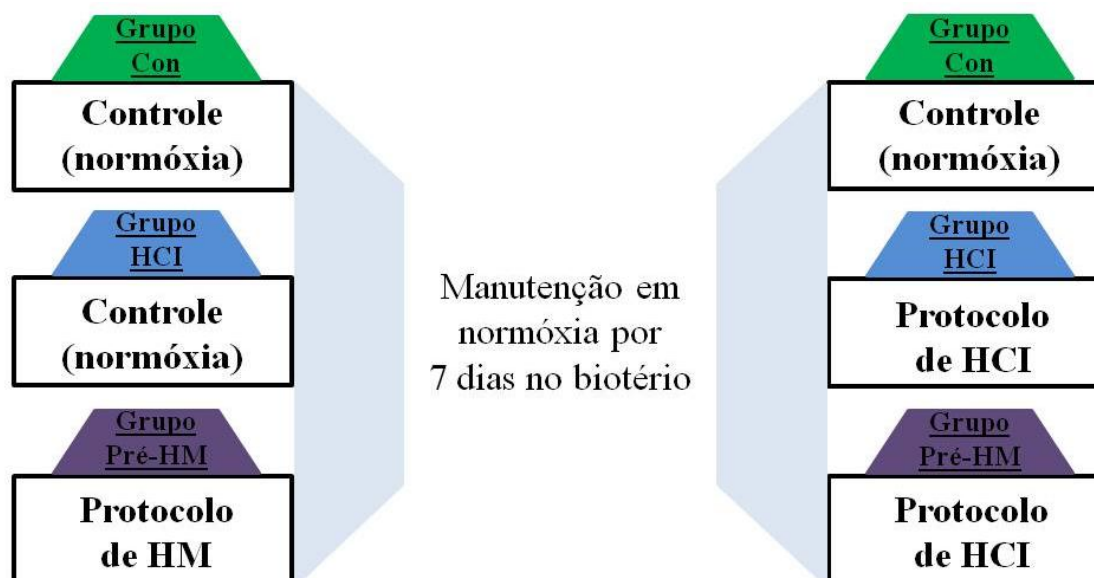 Grupo
Con
Controle
(normóxia)
Grupo
HCI
Controle
(normóxia)
Grupo
Pré-HM
Protocolo
de HM
Manutenção em
normóxia por
7 dias no biotério
Grupo
Con
Controle
(normóxia)
Grupo
HCI
Protocolo
de HCI
Grupo
Pré-HM
Protocolo
de HCI